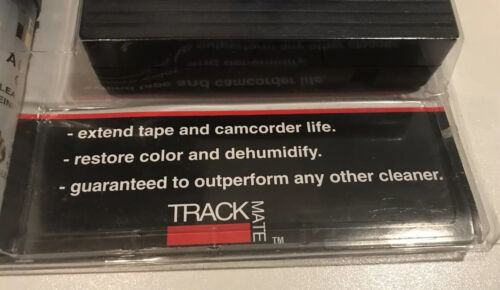 - extend tape and camcorder life.
- restore color and dehumidify.
- guaranteed to outperform any other cleaner.
TRACK
MATE
TM